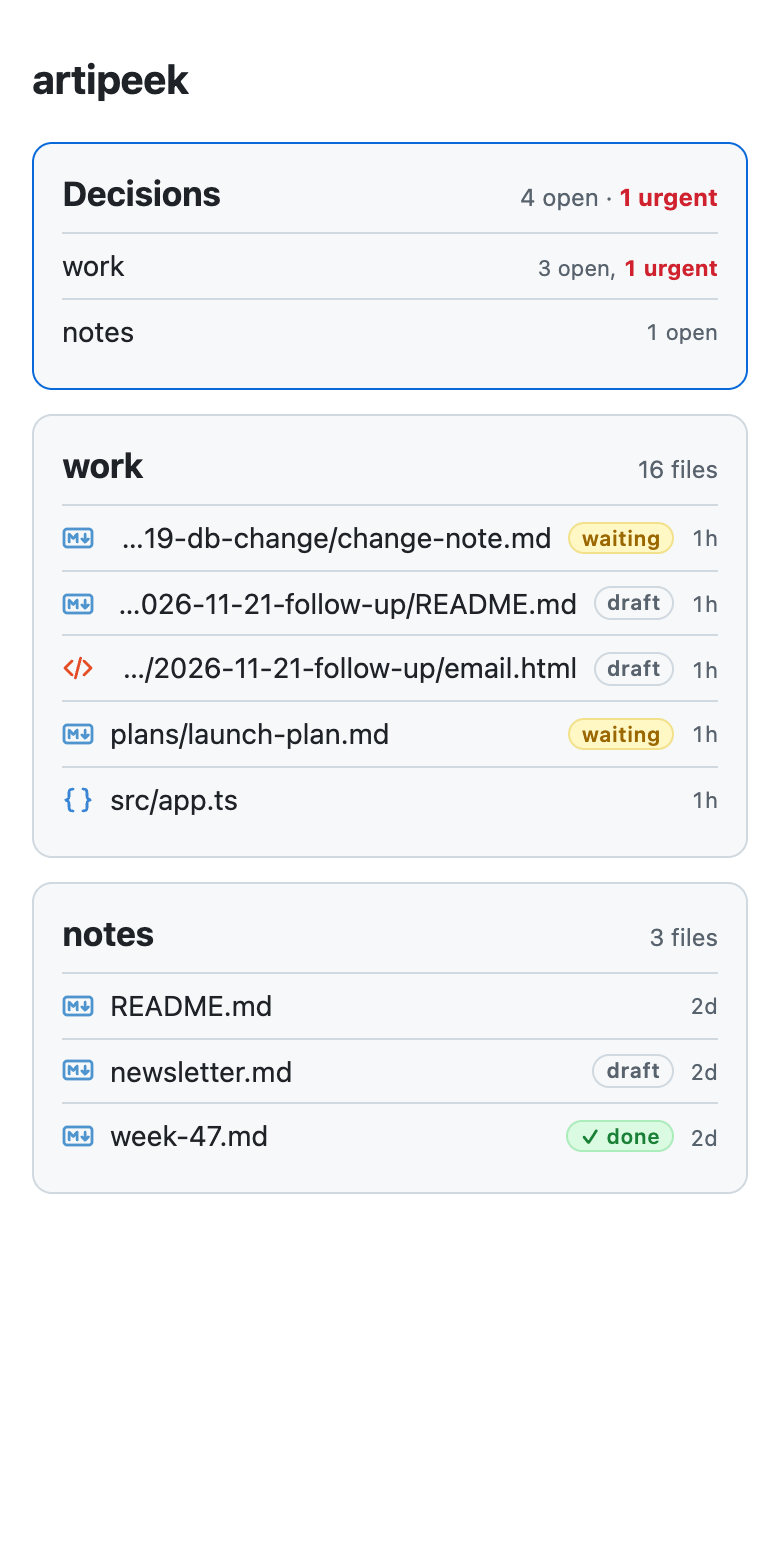 artipeek
Decisions 4 open · 1 urgent
work 3 open, 1 urgent
notes 1 open
work 16 files
...19-db-change/change-note.md waiting 1h
...026-11-21-follow-up/README.md draft 1h
.../2026-11-21-follow-up/email.html draft 1h
plans/launch-plan.md waiting 1h
{ } src/app.ts 1h
notes 3 files
README.md 2d
newsletter.md draft 2d
week-47.md ✓ done 2d